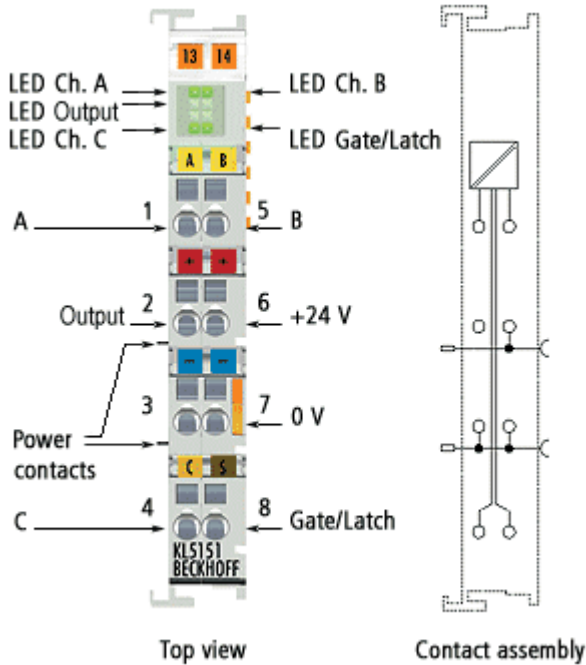 13 14
LED Ch. A
LED Output
LED Ch. C
LED Ch. B
LED Gate/Latch
A B
A 1 5 B
+ +
Output 2 6 +24 V
- -
3 7 0 V
Power
contacts
C S
C 4 8 Gate/Latch
KL5151
BECKHOFF
Top view
Contact assembly